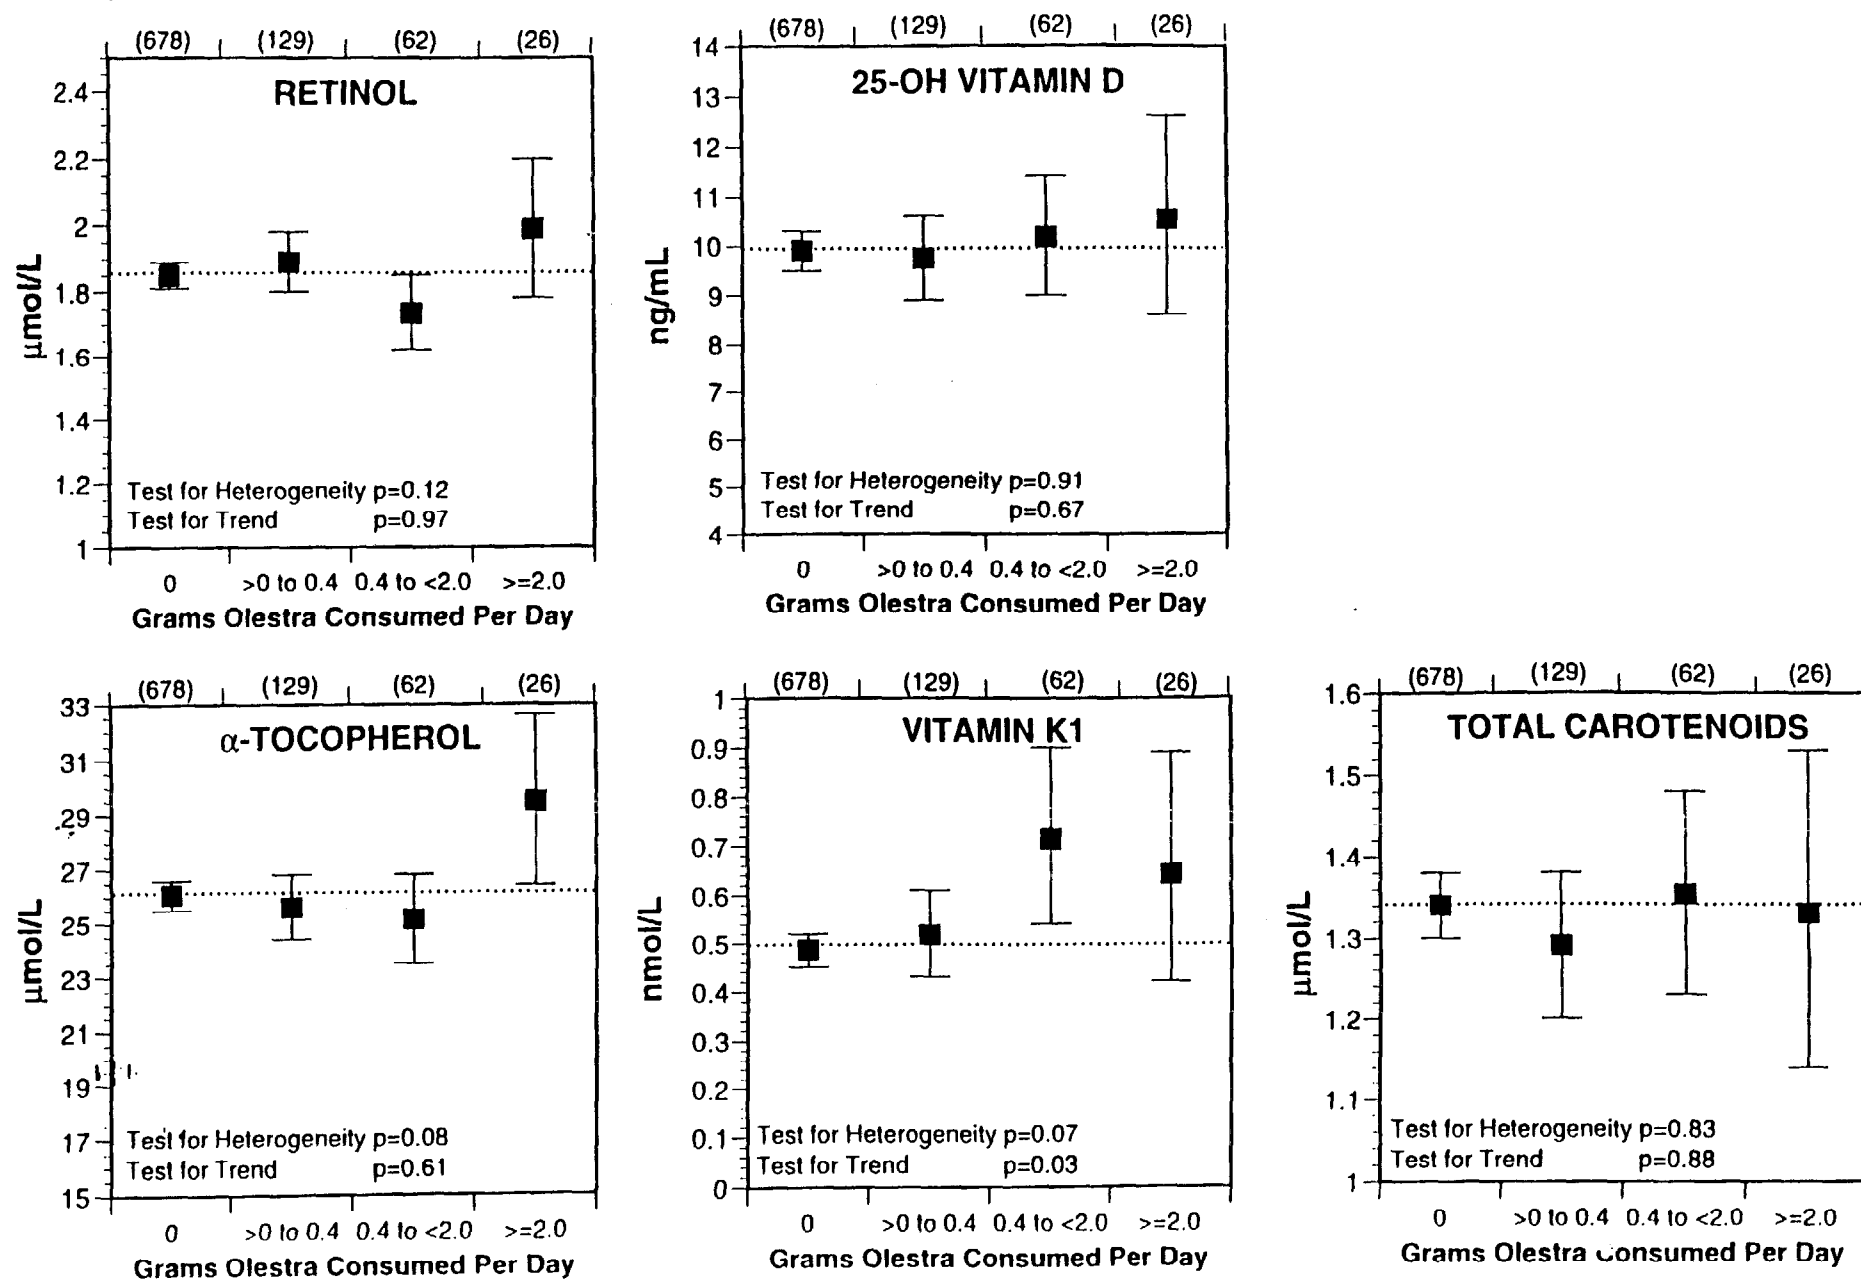 (678) (129) (62) (26)
RETINOL
2.4
2.2
2
1.8
1.6
1.4
1.2
1
µmol/L
Test for Heterogeneity p=0.12
Test for Trend p=0.97
0 >0 to 0.4 0.4 to <2.0 >=2.0
Grams Olestra Consumed Per Day
(678) (129) (62) (26)
25-OH VITAMIN D
14
13
12
11
10
9
8
7
6
5
4
ng/mL
Test for Heterogeneity p=0.91
Test for Trend p=0.67
0 >0 to 0.4 0.4 to <2.0 >=2.0
Grams Olestra Consumed Per Day
(678) (129) (62) (26)
α-TOCOPHEROL
33
31
29
27
25
23
21
19
17
15
µmol/L
Test for Heterogeneity p=0.08
Test for Trend p=0.61
0 >0 to 0.4 0.4 to <2.0 >=2.0
Grams Olestra Consumed Per Day
(678) (129) (62) (26)
VITAMIN K1
1
0.9
0.8
0.7
0.6
0.5
0.4
0.3
0.2
0.1
0
nmol/L
Test for Heterogeneity p=0.07
Test for Trend p=0.03
0 >0 to 0.4 0.4 to <2.0 >=2.0
Grams Olestra Consumed Per Day
(678) (129) (62) (26)
TOTAL CAROTENOIDS
1.6
1.5
1.4
1.3
1.2
1.1
1
µmol/L
Test for Heterogeneity p=0.83
Test for Trend p=0.88
0 >0 to 0.4 0.4 to <2.0 >=2.0
Grams Olestra Consumed Per Day